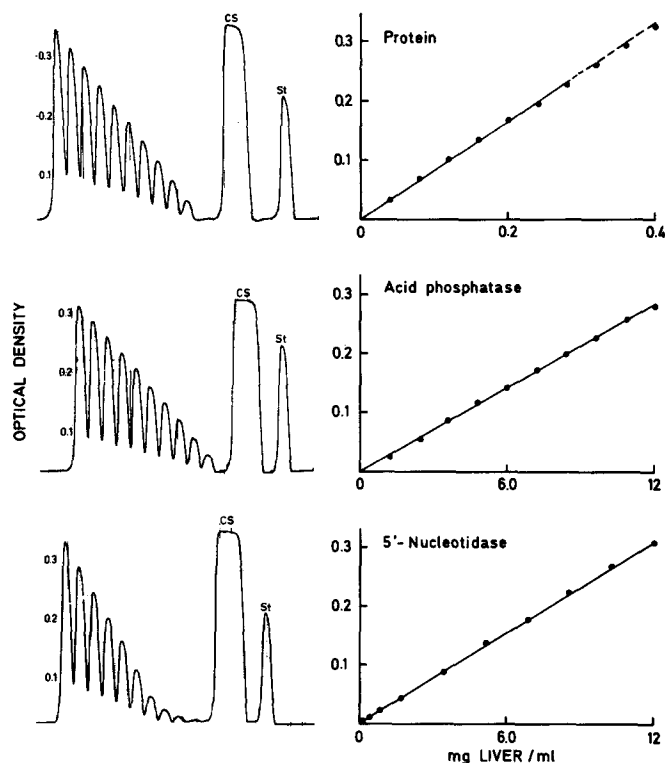 CS
St
-0.3
-0.2
0.1
Protein
0.3
0.2
0.1
0
0.2
0.4
OPTICAL DENSITY
CS
St
0.3
0.2
0.1
Acid phosphatase
0.3
0.2
0.1
0
6.0
12
CS
St
0.3
0.2
0.1
5'-Nucleotidase
0.3
0.2
0.1
0
6.0
12
mg LIVER/ml